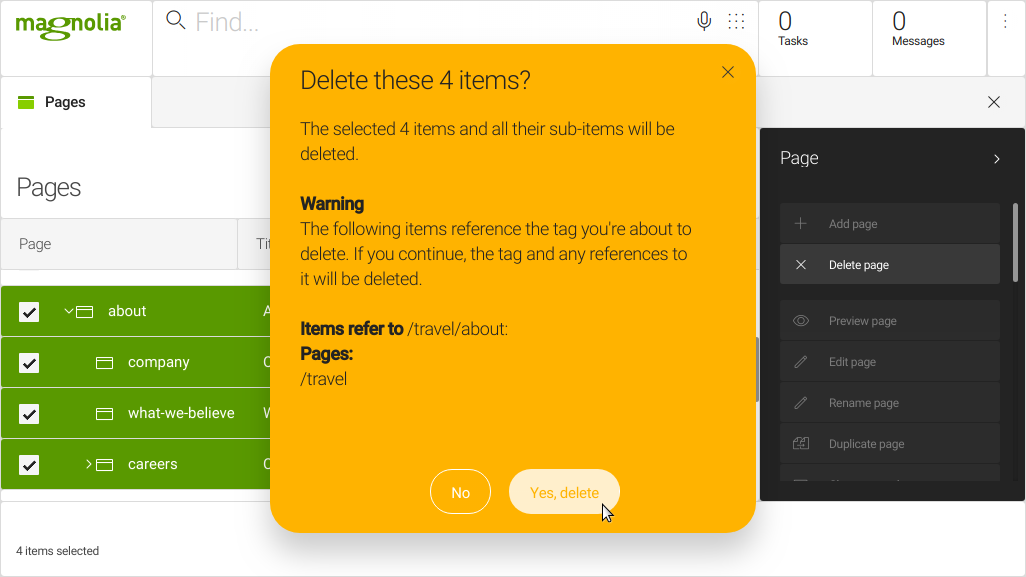 magnolia®
Find...
0
Tasks
0
Messages
Pages
Pages
Page
Delete these 4 items?
The selected 4 items and all their sub-items will be
deleted.
Warning
The following items reference the tag you're about to
delete. If you continue, the tag and any references to
it will be deleted.
Items refer to /travel/about:
Pages:
/travel
No
Yes, delete
about
company
what-we-believe
careers
Page
Add page
Delete page
Preview page
Edit page
Rename page
Duplicate page
4 items selected